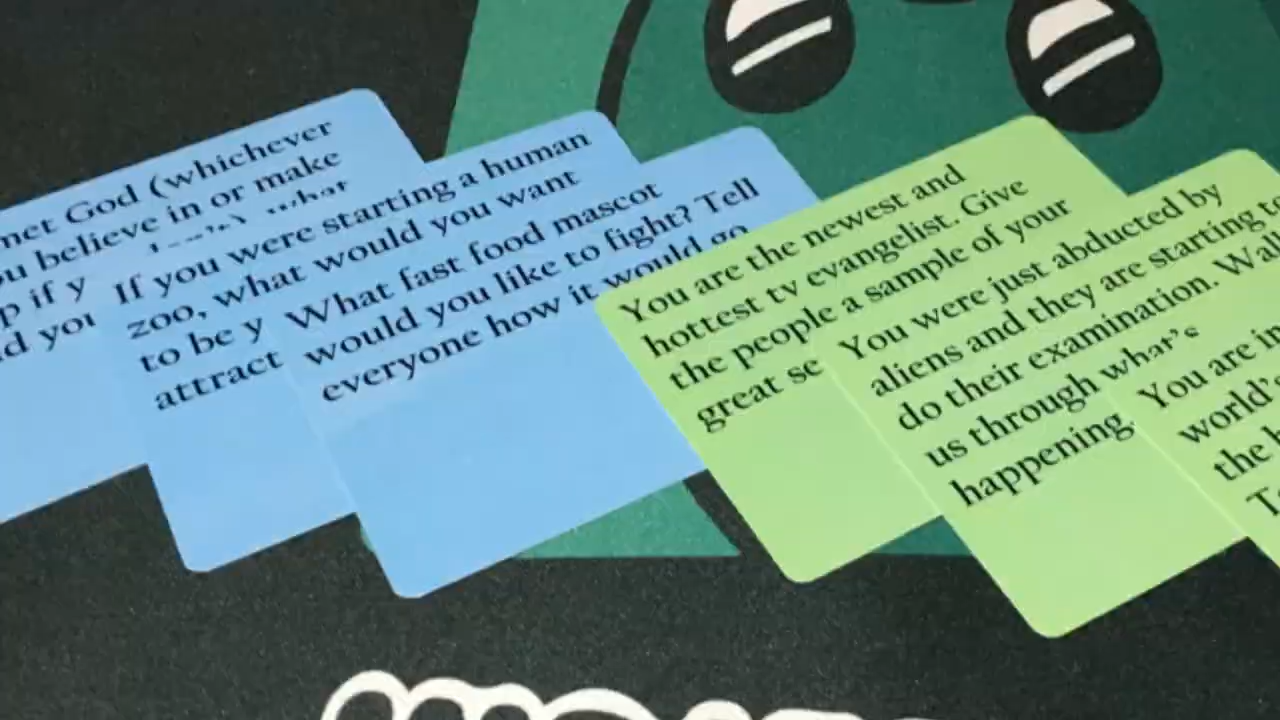 met God (whichever
believe in or make
what
if y
If you were starting a human
zoo, what would you want
to be y
attract
What fast food mascot
would you like to fight? Tell
everyone how it would go
You are the newest and
hottest tv evangelist. Give
the people a sample of your
great se
You were just abducted by
aliens and they are starting to
do their examination. Walk
us through what's
happening.
You are in
world's
the